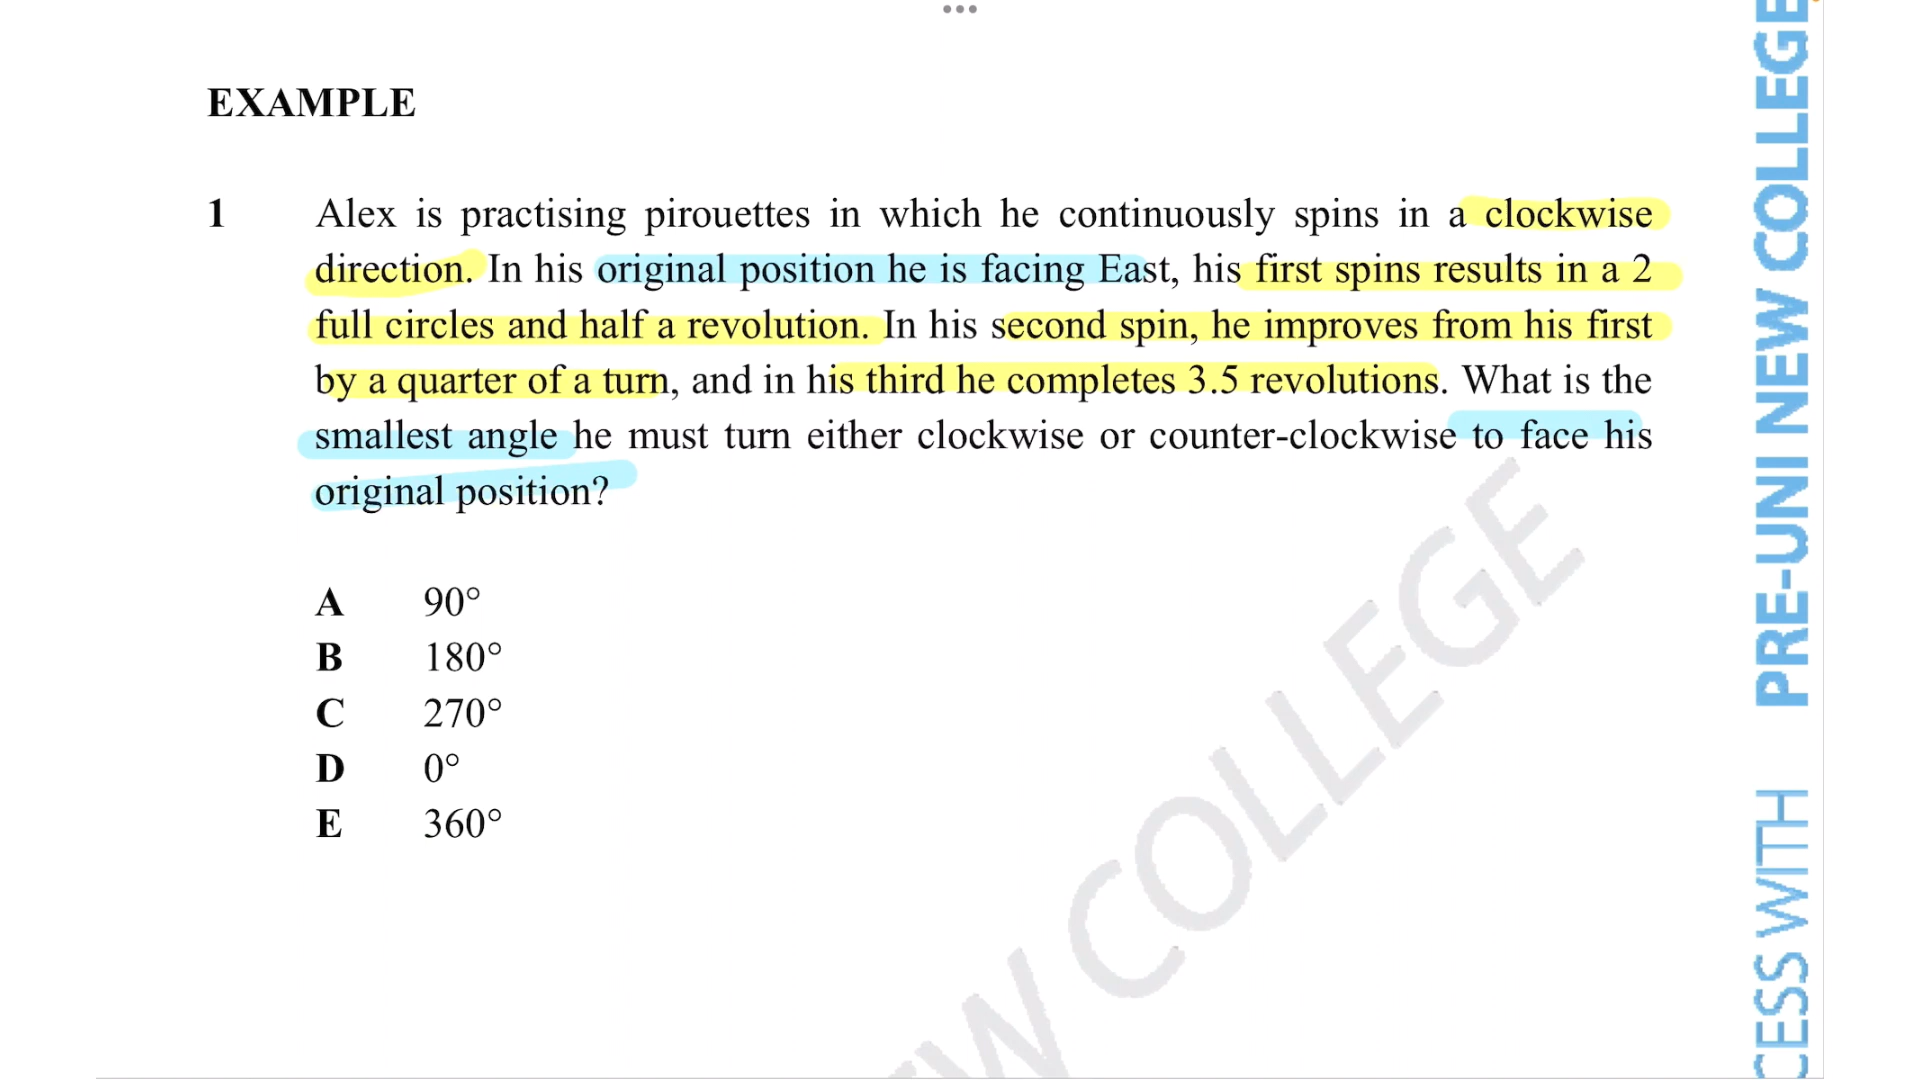 EXAMPLE
1 Alex is practising pirouettes in which he continuously spins in a clockwise
direction. In his original position he is facing East, his first spins results in a 2
full circles and half a revolution. In his second spin, he improves from his first
by a quarter of a turn, and in his third he completes 3.5 revolutions. What is the
smallest angle he must turn either clockwise or counter-clockwise to face his
original position?
A 90°
B 180°
C 270°
D 0°
E 360°
W COLLEGE
CESS WITH PRE-UNI NEW COLLEGE